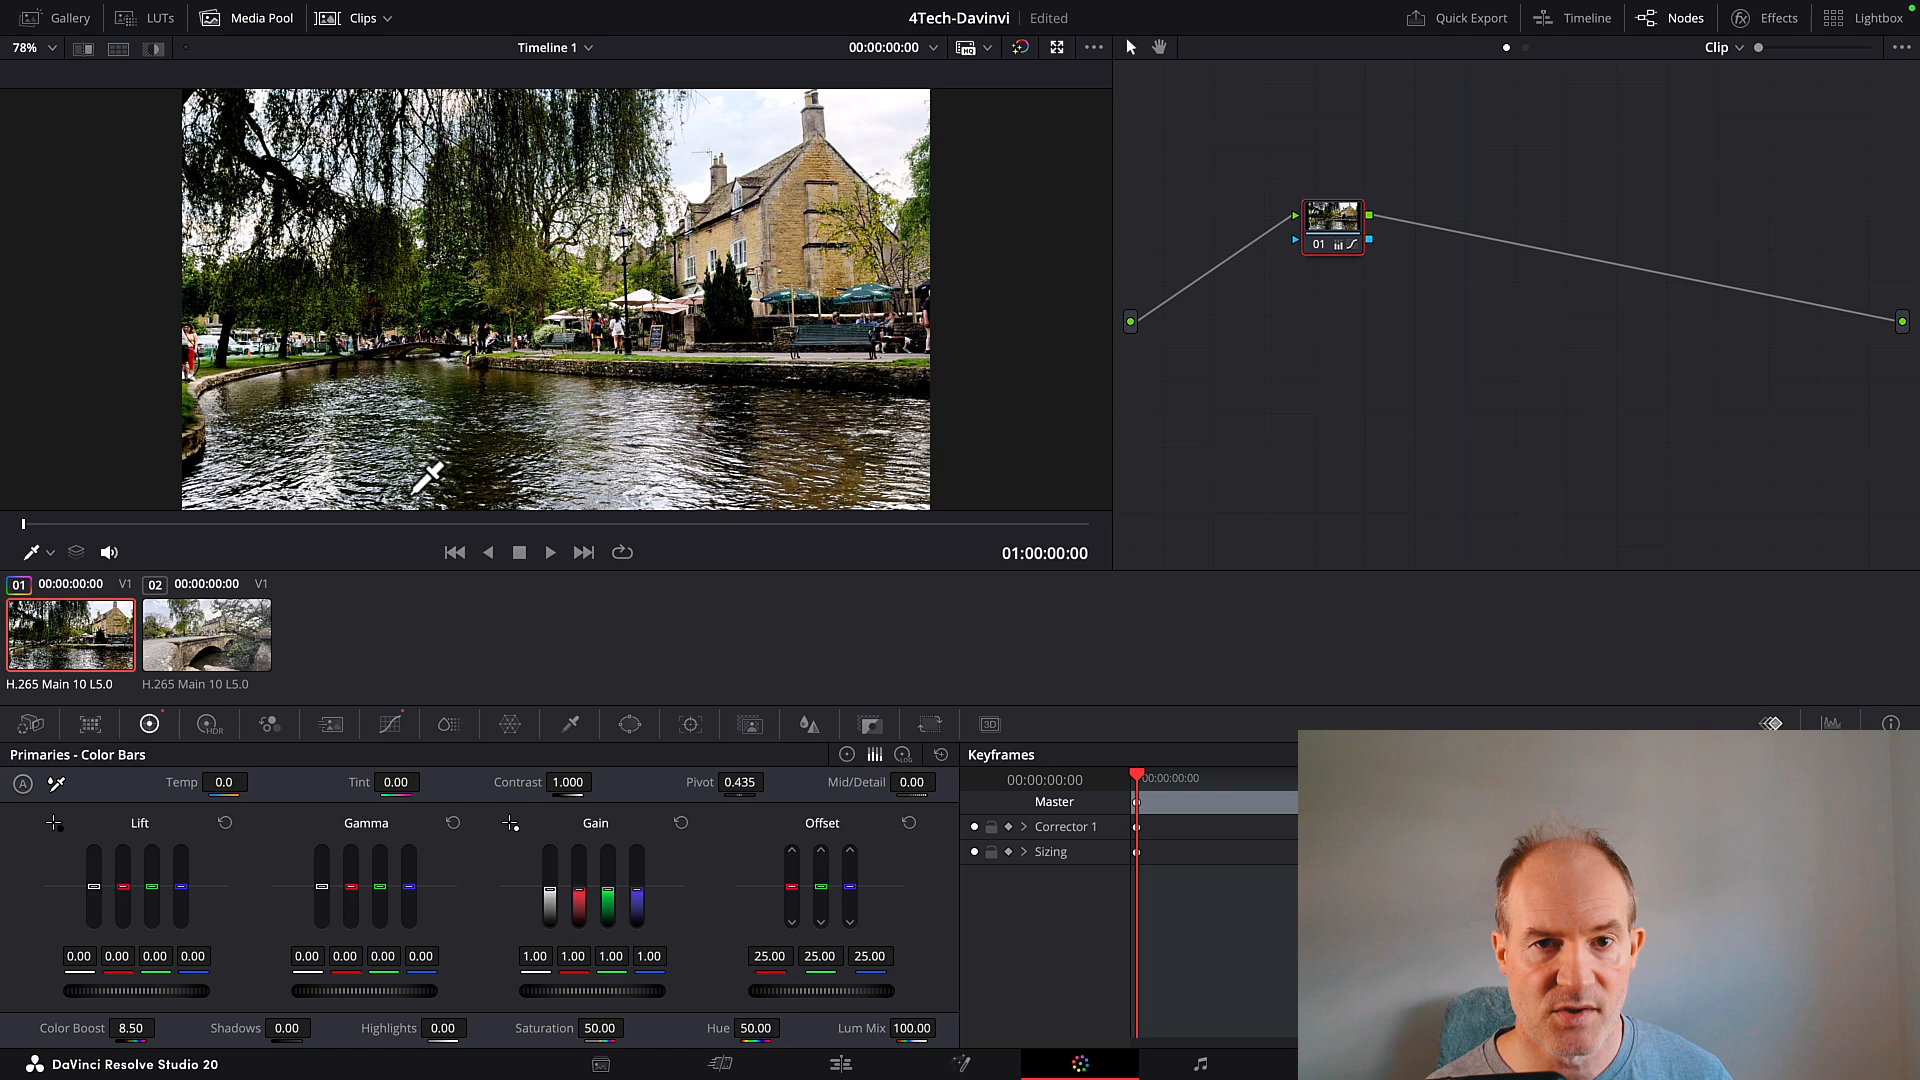 Gallery LUTs Media Pool Clips 4Tech-Davinvi Edited Quick Export Timeline Nodes Effects Lightbox
78% Timeline 1 00:00:00:00 Clip
01
01:00:00:00
01 00:00:00:00 V1 02 00:00:00:00 V1
H.265 Main 10 L5.0 H.265 Main 10 L5.0
HDR 3D
Primaries - Color Bars LOG Keyframes
A Temp 0.0 Tint 0.00 Contrast 1.000 Pivot 0.435 Mid/Detail 0.00
00:00:00:00 00:00:00:00
Master
Lift Gamma Gain Offset
Corrector 1
Sizing
0.00 0.00 0.00 0.00 0.00 0.00 0.00 0.00 1.00 1.00 1.00 1.00 25.00 25.00 25.00
Color Boost 8.50 Shadows 0.00 Highlights 0.00 Saturation 50.00 Hue 50.00 Lum Mix 100.00
DaVinci Resolve Studio 20